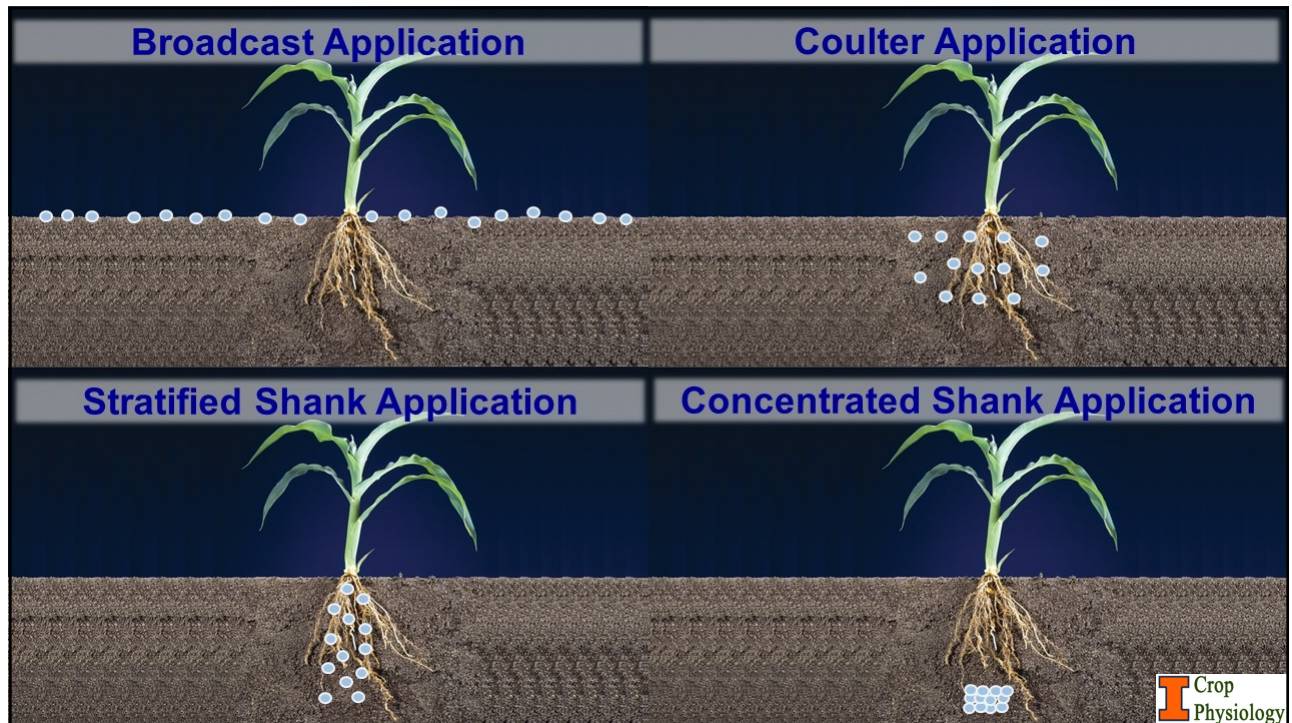 Broadcast Application
Coulter Application
Stratified Shank Application
Concentrated Shank Application
I Crop
Physiology